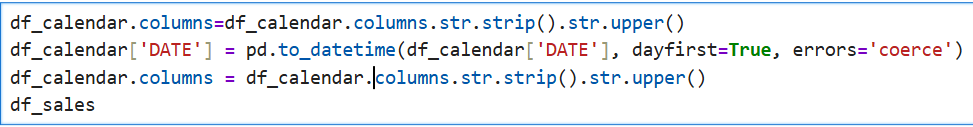 df_calendar.columns=df_calendar.columns.str.strip().str.upper()
df_calendar['DATE'] = pd.to_datetime(df_calendar['DATE'], dayfirst=True, errors='coerce')
df_calendar.columns = df_calendar.columns.str.strip().str.upper()
df_sales